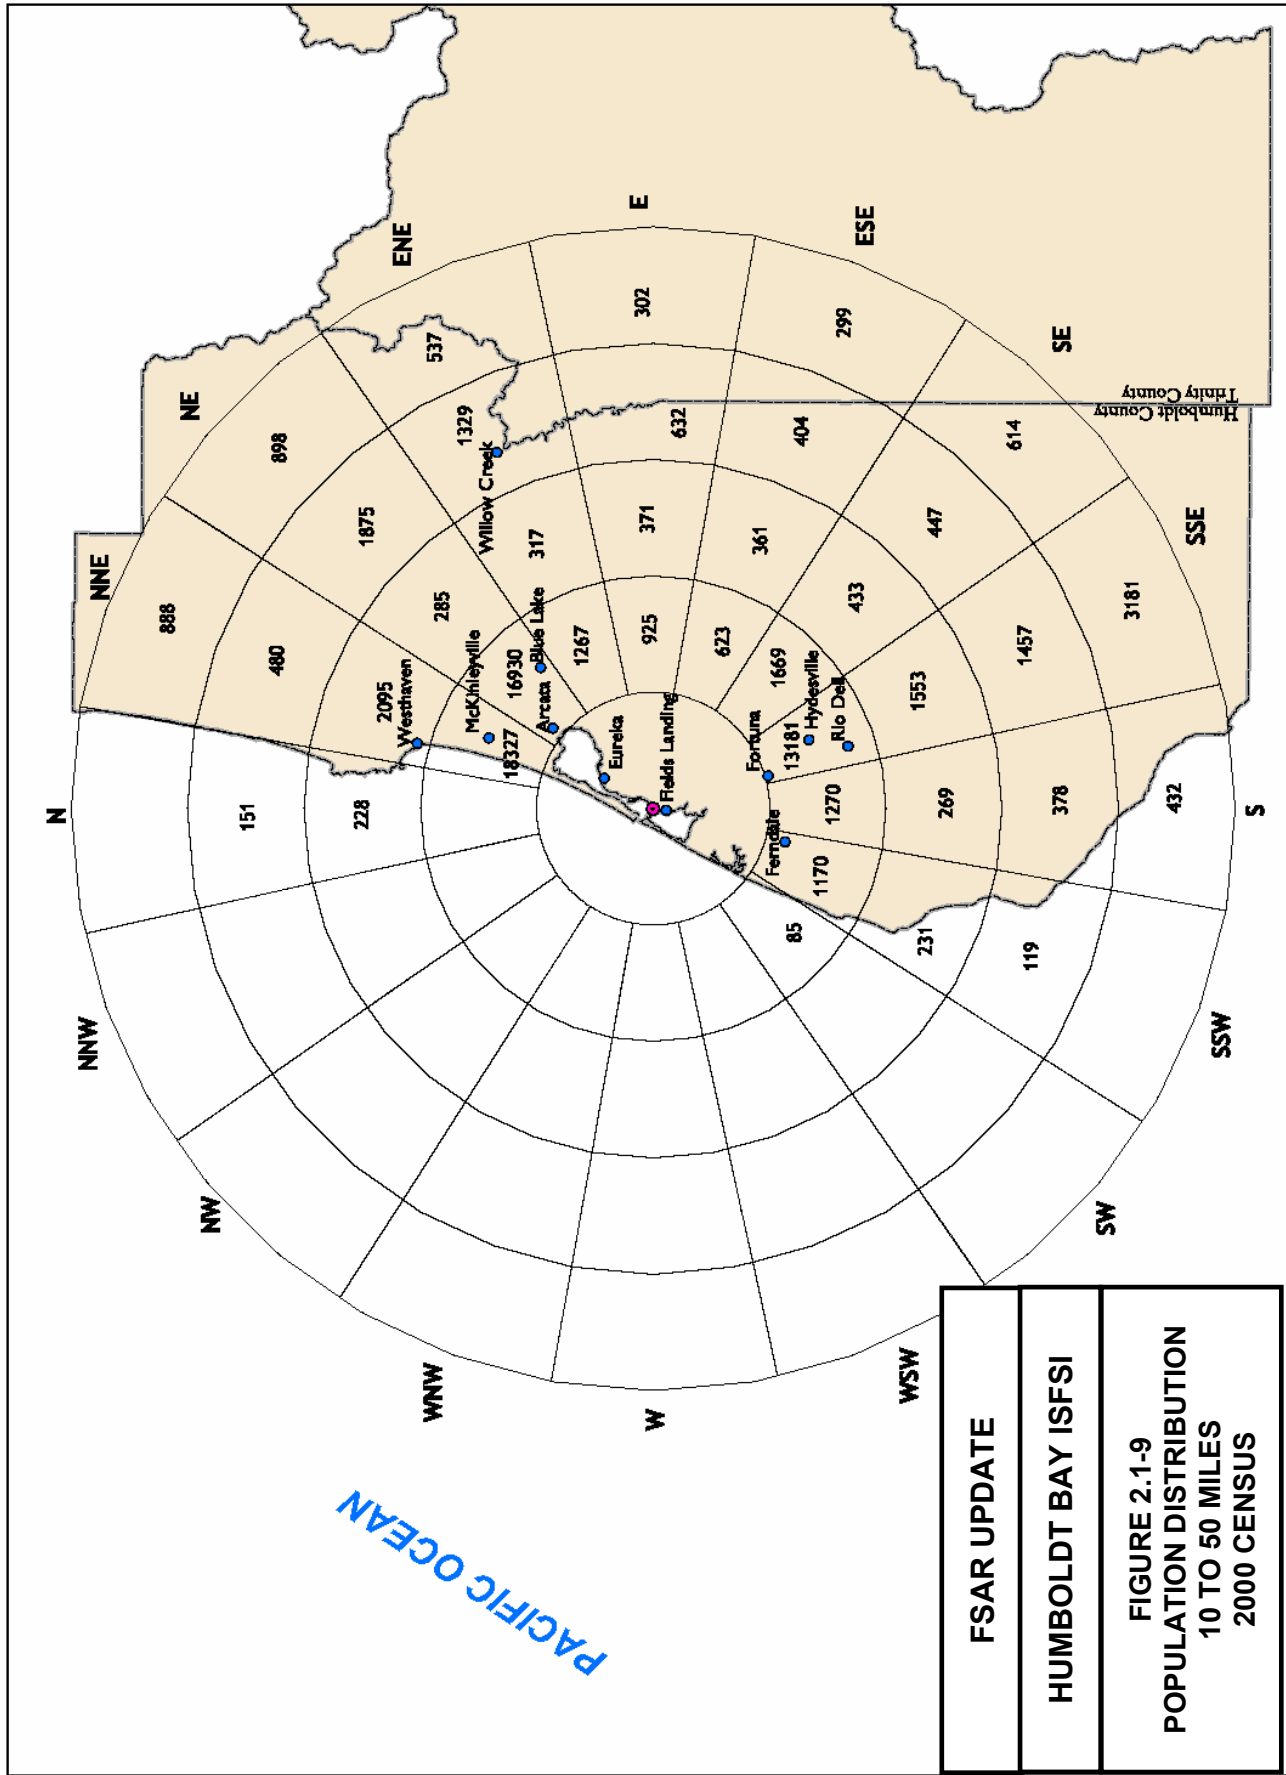 N
NNE
NE
ENE
E
ESE
SE
SSE
S
SSW
SW
WSW
W
WNW
NW
NNW
888
898
537
302
299
614
3181
432
151
480
1875
1329
632
404
447
1457
378
119
228
2095
285
317
371
361
433
1553
269
231
18327
16930
1267
925
623
1669
13181
1270
1170
85
Westhaven
McKinleyville
Arcata
Blue Lake
Willow Creek
Eureka
Fields Landing
Fortuna
Hydesville
Rio Dell
Ferndale
Humboldt County
Trinity County
PACIFIC OCEAN
FSAR UPDATE
HUMBOLDT BAY ISFSI
FIGURE 2.1-9
POPULATION DISTRIBUTION
10 TO 50 MILES
2000 CENSUS